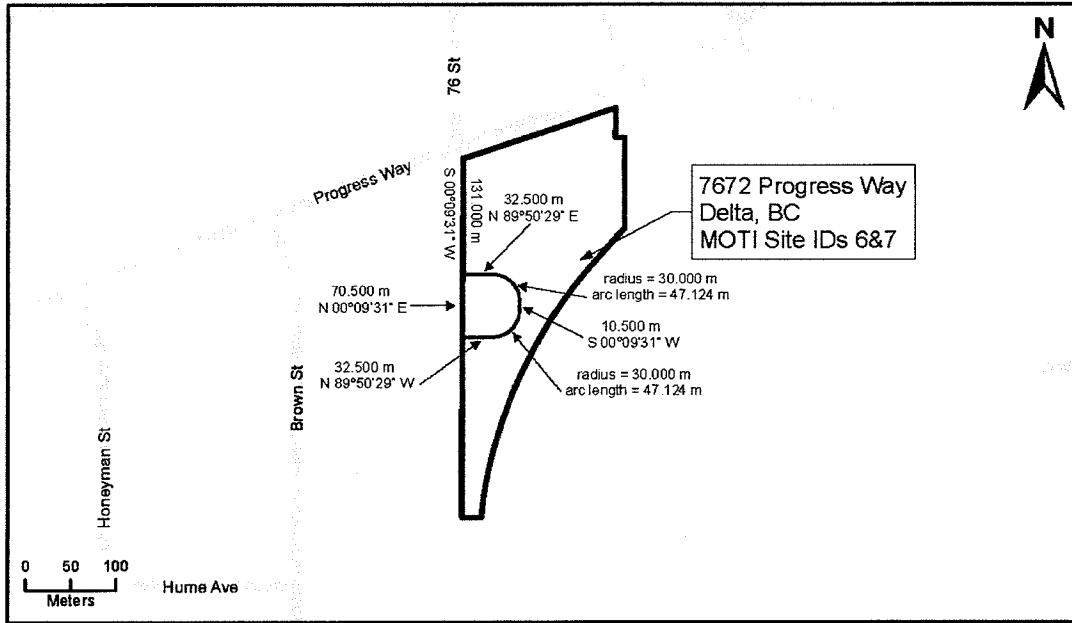 N
76 St
Progress Way
S 00°09'31" W
131.000 m
32.500 m
N 89°50'29" E
7672 Progress Way
Delta, BC
MOTI Site IDs 6&7
radius = 30.000 m
arc length = 47.124 m
70.500 m
N 00°09'31" E
10.500 m
S 00°09'31" W
32.500 m
N 89°50'29" W
radius = 30.000 m
arc length = 47.124 m
Brown St
Honeyman St
0 50 100
Meters
Hume Ave